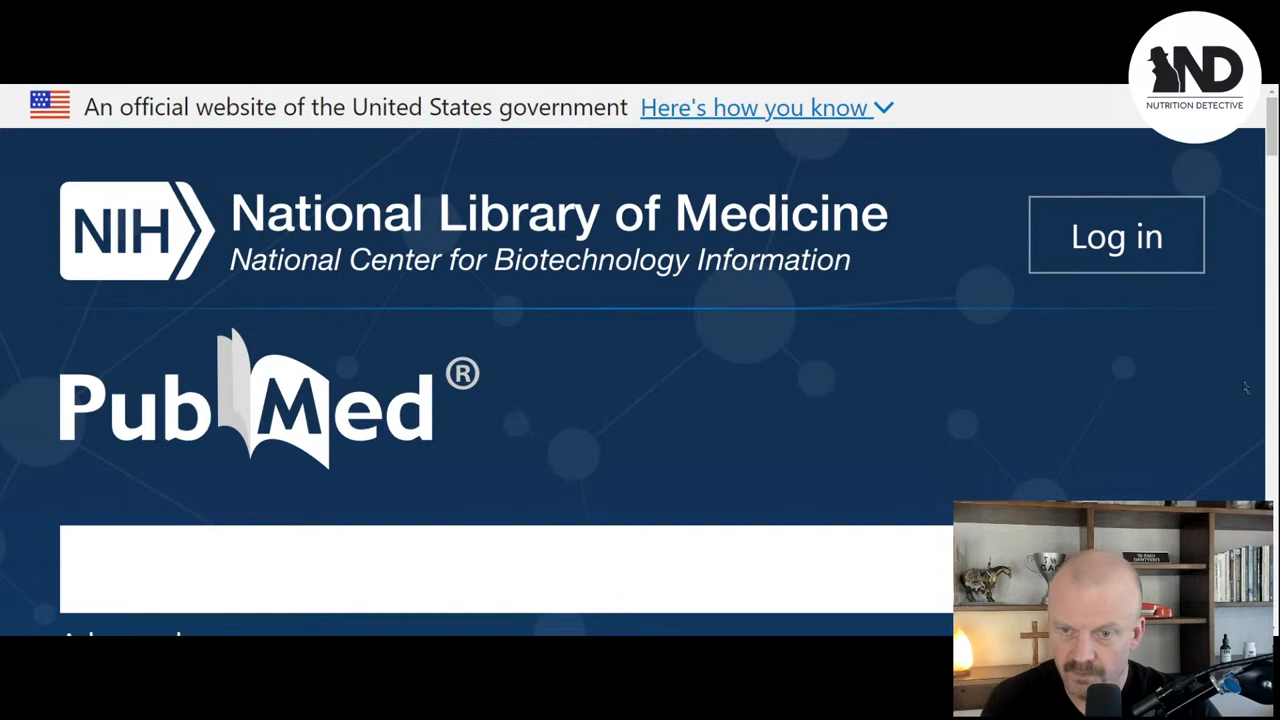 An official website of the United States government Here's how you know
ND
NUTRITION DETECTIVE
NIH National Library of Medicine
National Center for Biotechnology Information
Log in
PubMed®